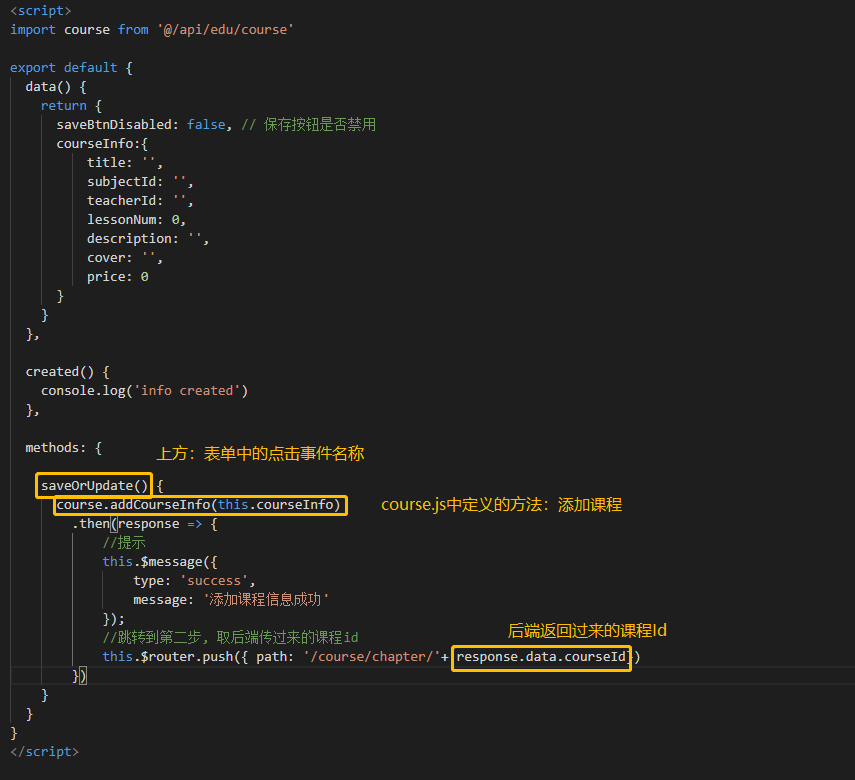 <script>
import course from '@/api/edu/course'
export default {
data() {
return {
saveBtnDisabled: false, // 保存按钮是否禁用
courseInfo:{
title: '',
subjectId: '',
teacherId: '',
lessonNum: 0,
description: '',
cover: '',
price: 0
}
}
},
created() {
console.log('info created')
},
methods: {
上方：表单中的点击事件名称
saveOrUpdate() {
course.addCourseInfo(this.courseInfo)
course.js中定义的方法：添加课程
.then(response => {
//提示
this.$message({
type: 'success',
message: '添加课程信息成功'
});
//跳转到第二步, 取后端传过来的课程id
后端返回过来的课程Id
this.$router.push({ path: '/course/chapter/'+ response.data.courseId})
})
}
}
}
</script>